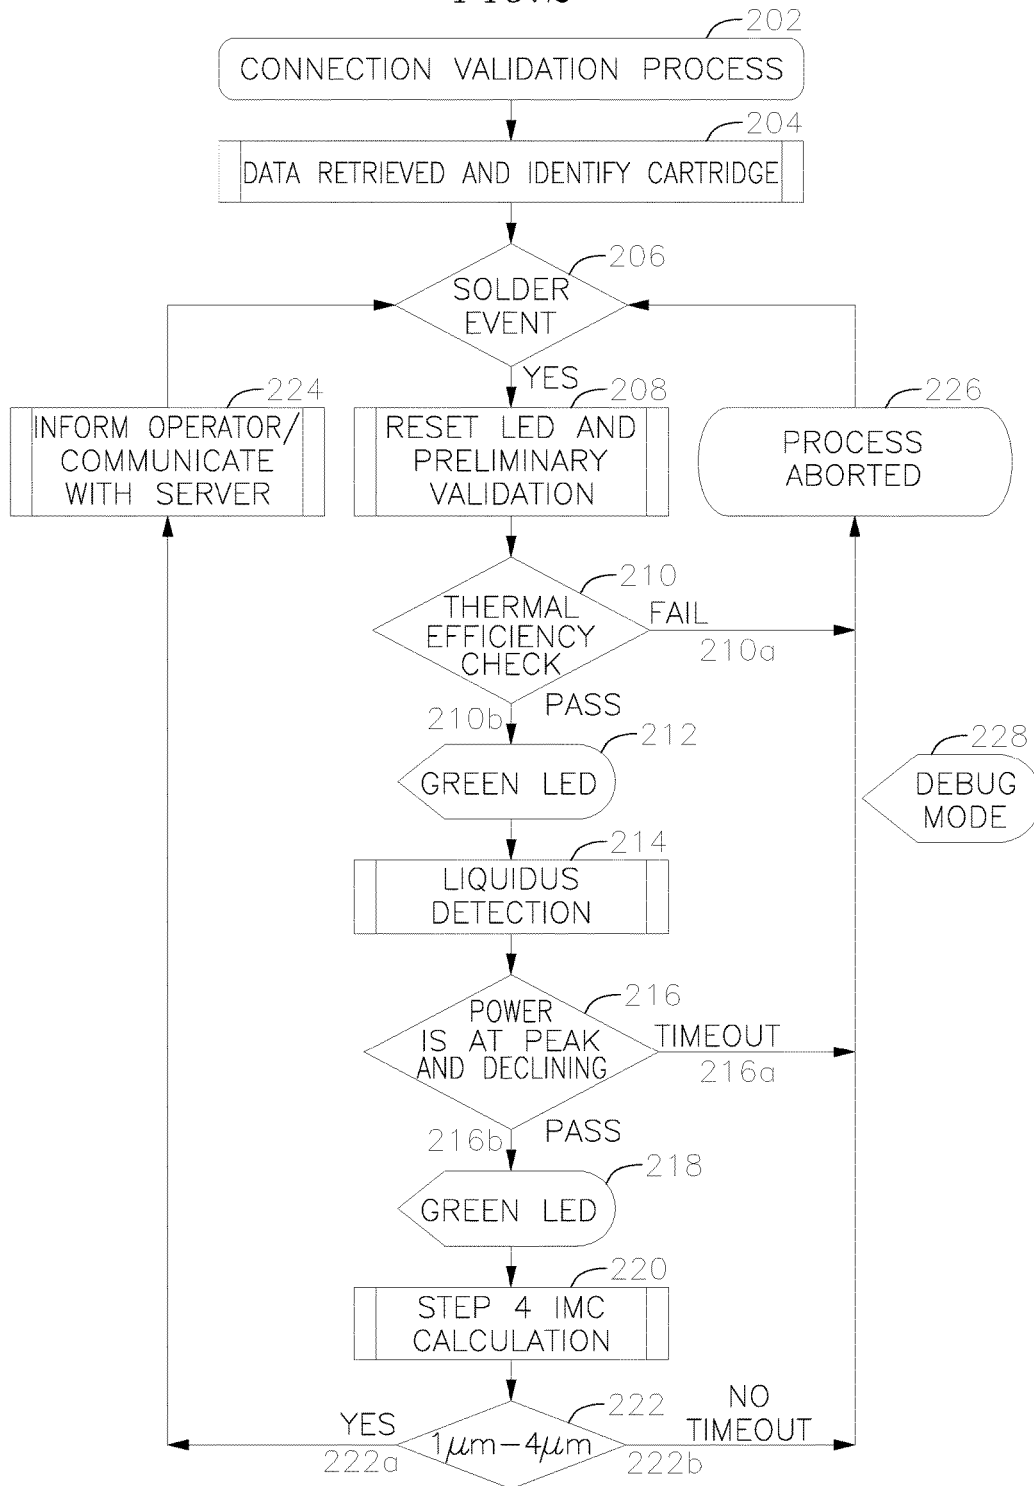 202
CONNECTION VALIDATION PROCESS
204
DATA RETRIEVED AND IDENTIFY CARTRIDGE
206
SOLDER
EVENT
YES
224
INFORM OPERATOR/
COMMUNICATE
WITH SERVER
208
RESET LED AND
PRELIMINARY
VALIDATION
226
PROCESS
ABORTED
210
THERMAL
EFFICIENCY
CHECK
FAIL
210a
PASS
210b
212
GREEN LED
228
DEBUG
MODE
214
LIQUIDUS
DETECTION
216
POWER
IS AT PEAK
AND DECLINING
TIMEOUT
216a
PASS
216b
218
GREEN LED
220
STEP 4 IMC
CALCULATION
222
1μm-4μm
YES
222a
NO
TIMEOUT
222b